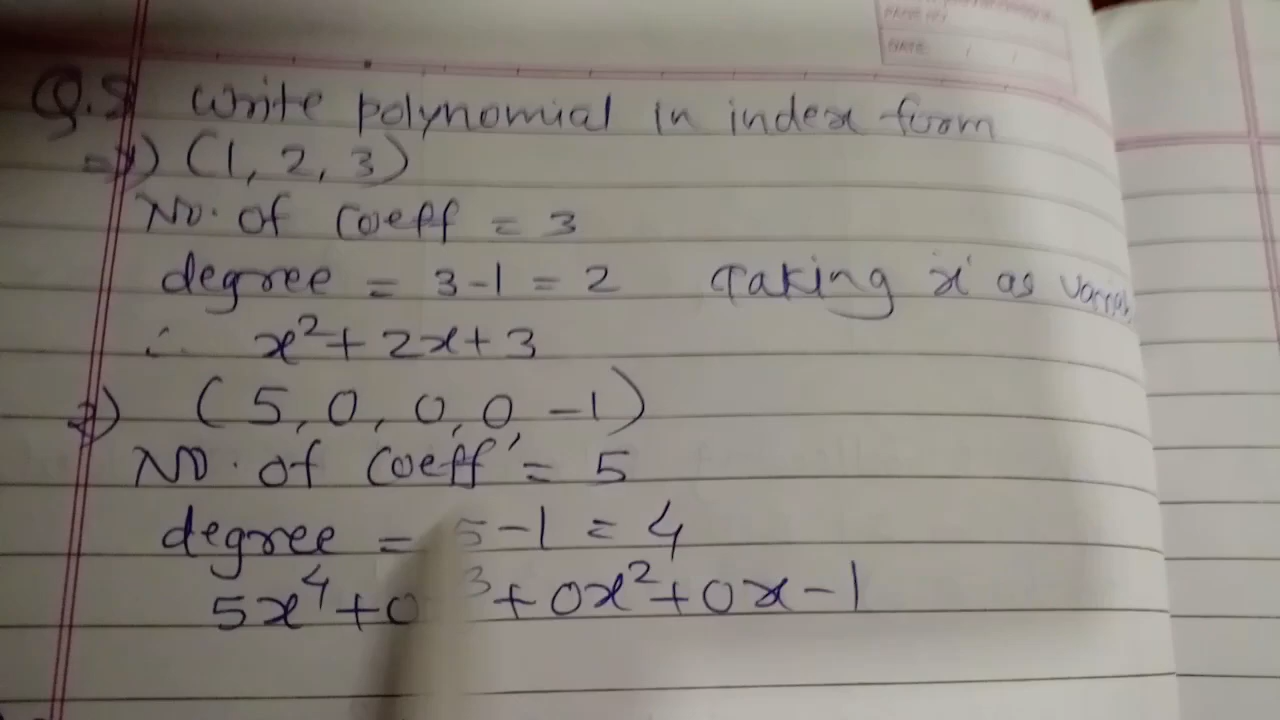 Q.5 Write polynomial in index form
⇒ 1) (1, 2, 3)
No. of coeff = 3
degree = 3-1 = 2 Taking 'x' as
∴ x² + 2x + 3
2) (5, 0, 0, 0 -1)
No. of coeff' = 5
degree = 5-1 = 4
5x⁴ + 0 ³ + 0x² + 0x - 1
DATE / /